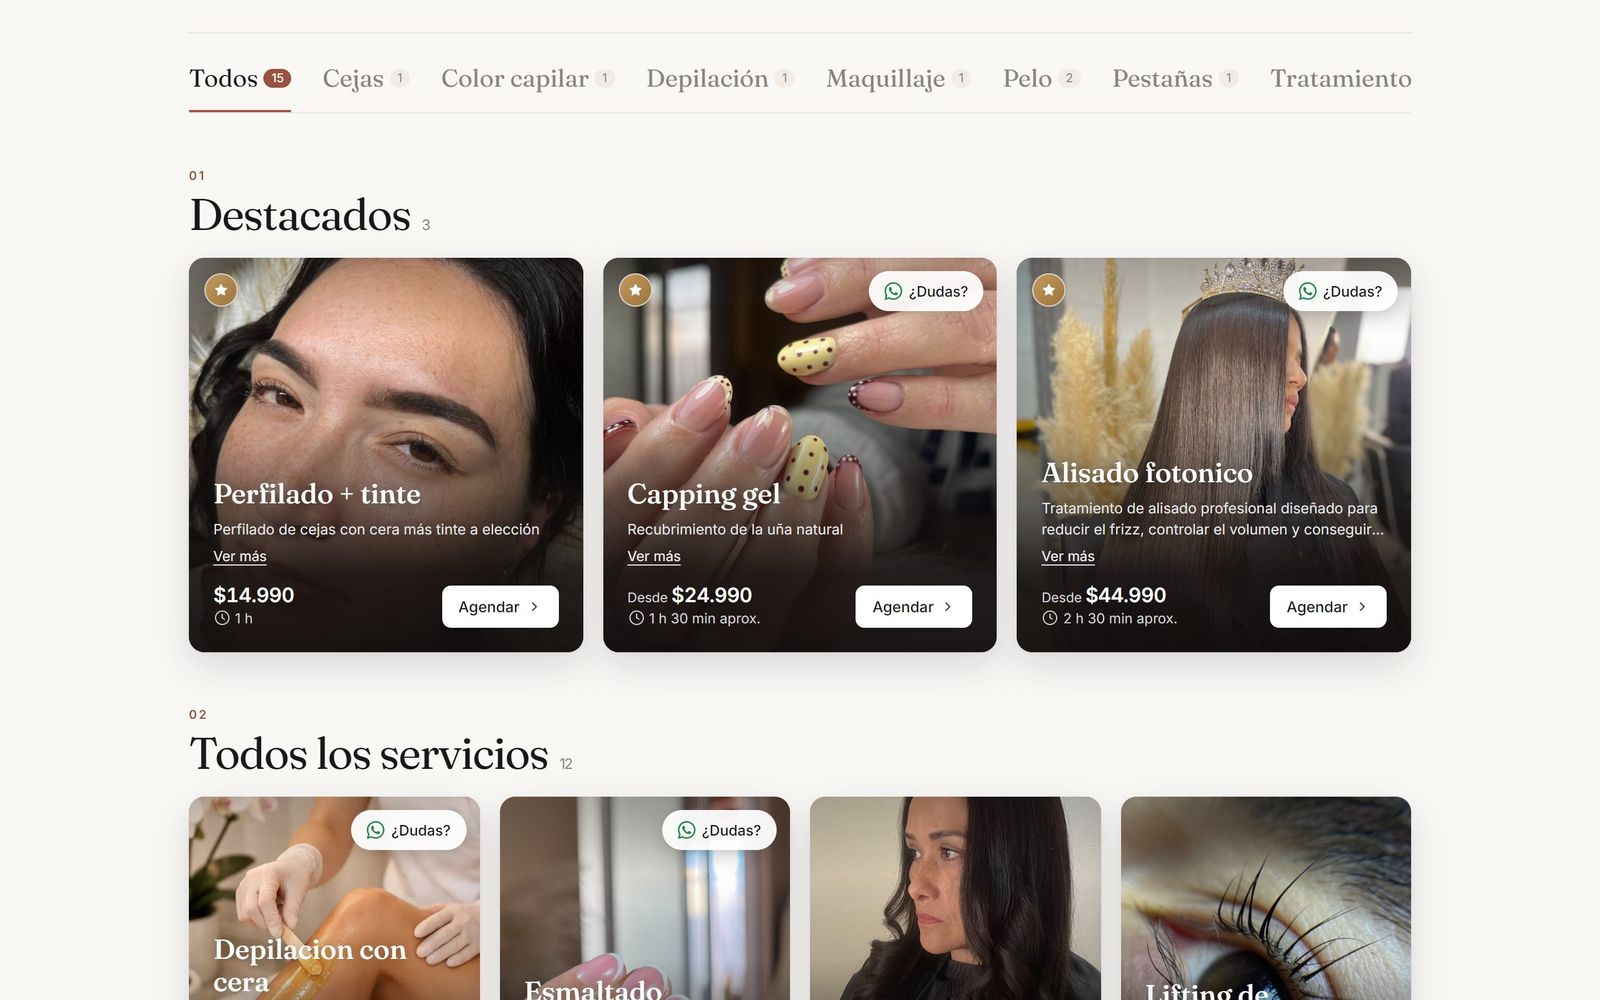 Todos 15 Cejas 1 Color capilar 1 Depilación 1 Maquillaje 1 Pelo 2 Pestañas 1 Tratamiento
01
Destacados 3
¿Dudas?
¿Dudas?
Perfilado + tinte
Perfilado de cejas con cera más tinte a elección
Ver más
$14.990
1 h
Agendar
Capping gel
Recubrimiento de la uña natural
Ver más
Desde $24.990
1 h 30 min aprox.
Agendar
Alisado fotonico
Tratamiento de alisado profesional diseñado para
reducir el frizz, controlar el volumen y conseguir...
Ver más
Desde $44.990
2 h 30 min aprox.
Agendar
02
Todos los servicios 12
¿Dudas?
¿Dudas?
Depilacion con
cera
Esmaltado
Lifting de